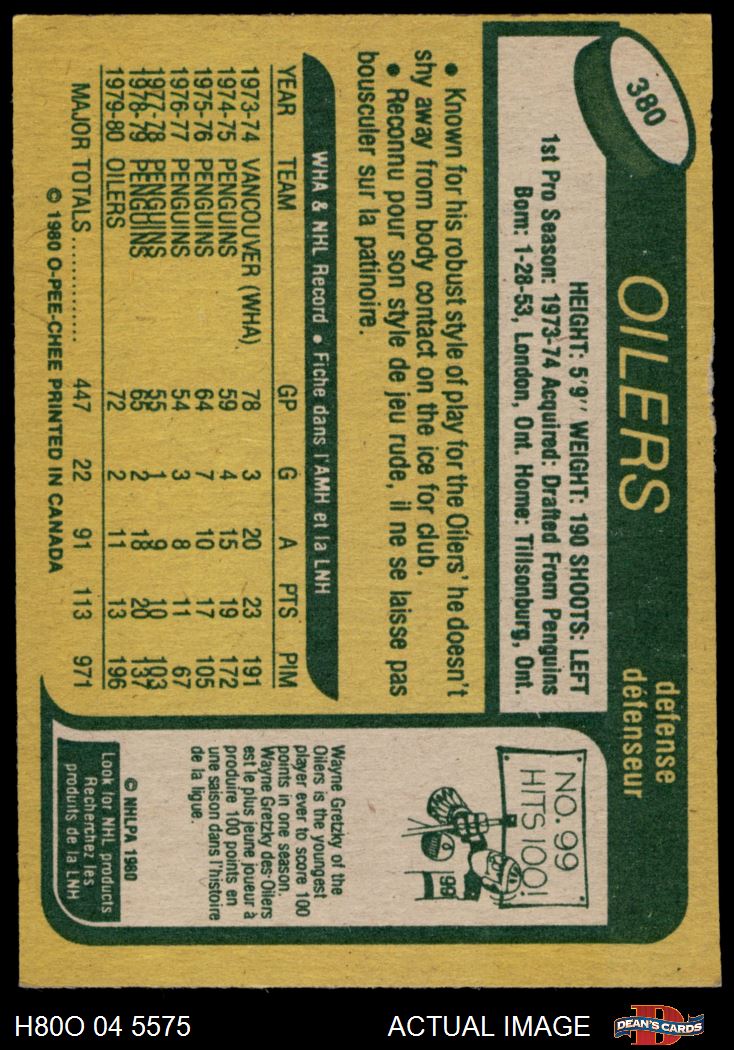 380
OILERS
defense
défenseur
HEIGHT: 5'9" WEIGHT: 190 SHOOTS: LEFT
1st Pro Season: 1973-74 Acquired: Drafted From Penguins
Born: 1-28-53, London, Ont. Home: Tillsonburg, Ont.
• Known for his robust style of play for the Oilers' he doesn't
shy away from body contact on the ice for club.
• Reconnu pour son style de jeu rude, il ne se laisse pas
bousculer sur la patinoire.
WHA & NHL Record • Fiche dans l'AMH et la LNH
YEAR TEAM GP G A PTS PIM
1973-74 VANCOUVER (WHA) 78 3 20 23 191
1974-75 PENGUINS 59 4 15 19 172
1975-76 PENGUINS 64 7 10 17 105
1976-77 PENGUINS 54 3 8 11 67
1977-78 PENGUINS 55 1 9 10 103
1978-79 PENGUINS 65 2 18 20 137
1979-80 OILERS 72 2 11 13 196
MAJOR TOTALS .............. 447 22 91 113 971
© 1980 O-PEE-CHEE PRINTED IN CANADA
NO. 99
HITS 100!
99
Wayne Gretzky of the
Oilers is the youngest
player ever to score 100
points in one season.
Wayne Gretzky des Oilers
est le plus jeune joueur à
produire 100 points en
une saison dans l'histoire
de la ligue.
© NHLPA 1980
Look for NHL products
Recherchez les
produits de la LNH
H80O 04 5575
ACTUAL IMAGE
DEAN'S CARDS